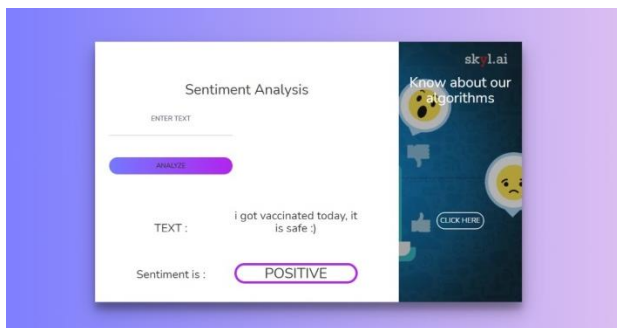 Sentiment Analysis
ENTER TEXT
ANALYZE
TEXT :
i got vaccinated today, it
is safe :)
Sentiment is :
POSITIVE
skyl.ai
Know about our
algorithms
CLICK HERE